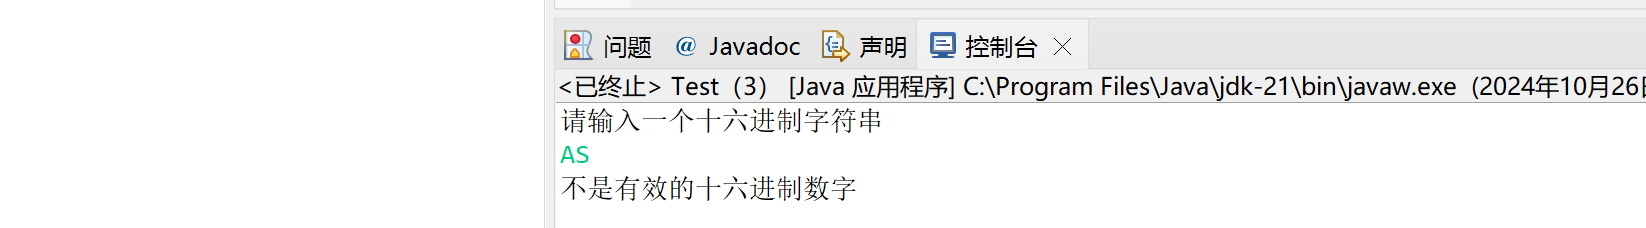 问题 @ Javadoc 声明 控制台
<已终止> Test（3） [Java 应用程序] C:\Program Files\Java\jdk-21\bin\javaw.exe（2024年10月26日
请输入一个十六进制字符串
AS
不是有效的十六进制数字